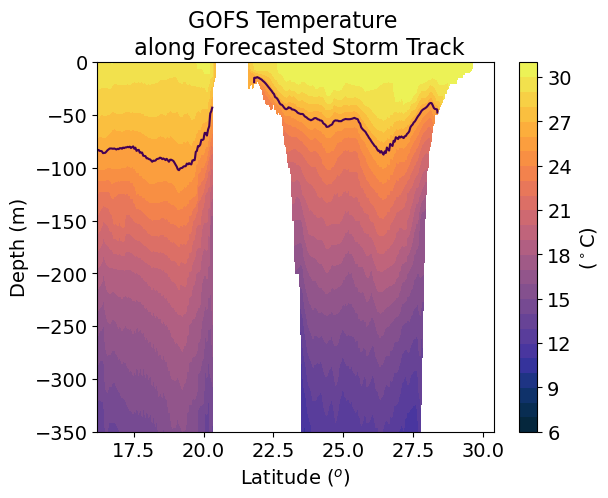 GOFS Temperature
along Forecasted Storm Track
0
−50
−100
−150
−200
−250
−300
−350
Depth (m)
17.5 20.0 22.5 25.0 27.5 30.0
Latitude (°)
30
27
24
21
18
15
12
9
6
(°C)